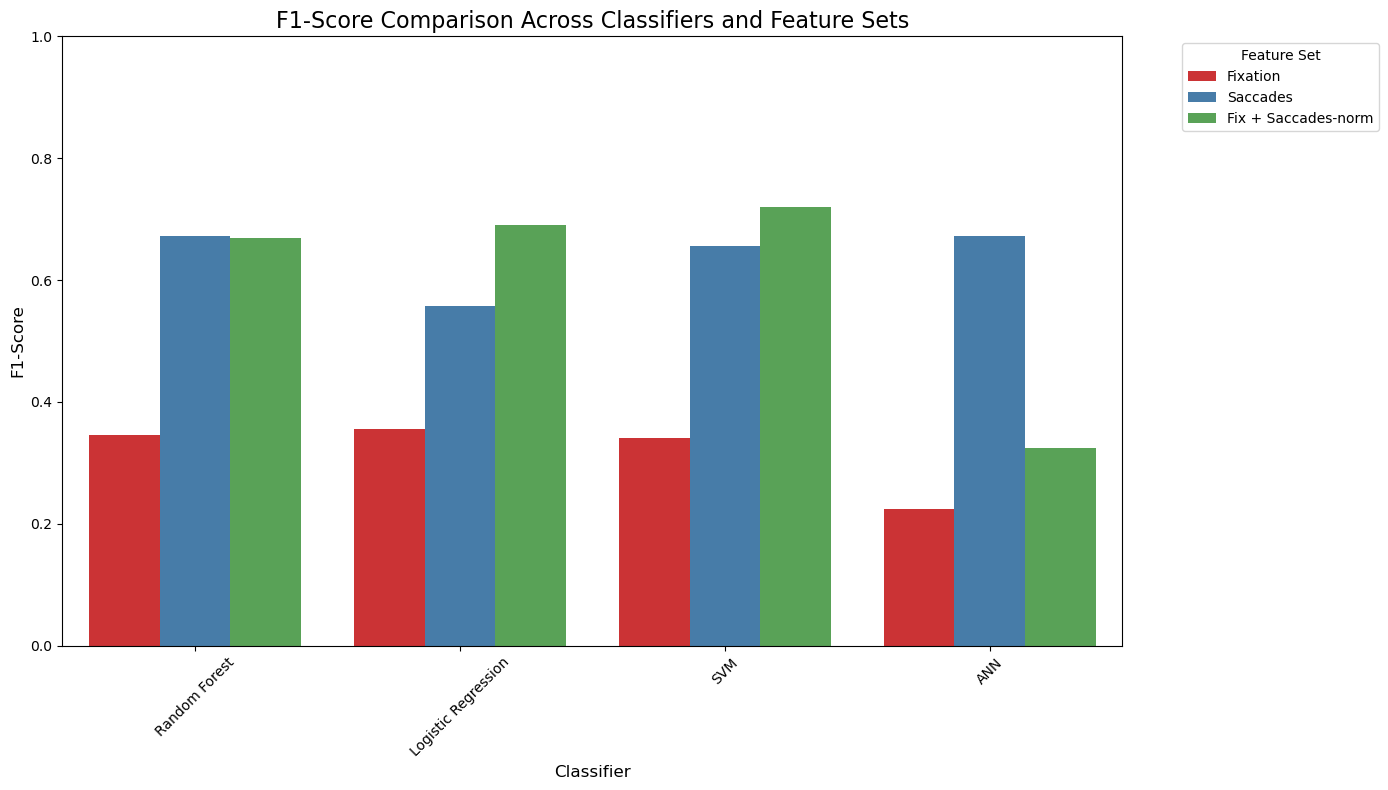 F1-Score Comparison Across Classifiers and Feature Sets
1.0
0.8
0.6
0.4
0.2
0.0
F1-Score
Random Forest
Logistic Regression
SVM
ANN
Classifier
Feature Set
Fixation
Saccades
Fix + Saccades-norm